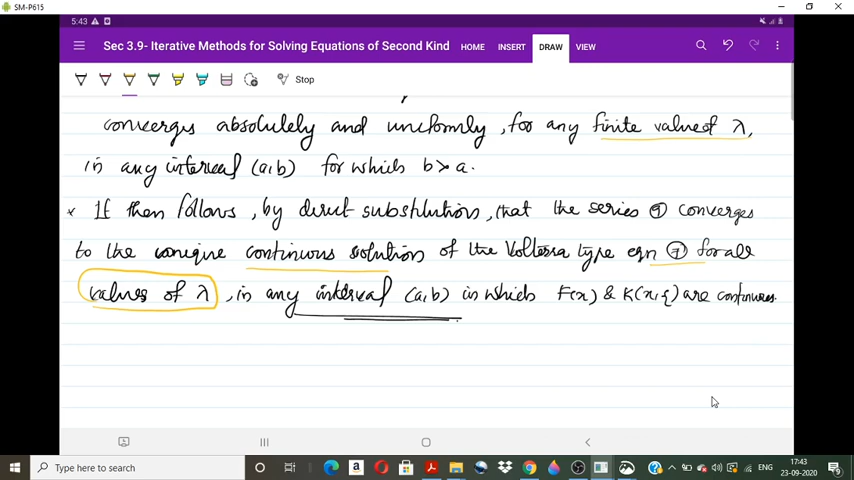 SM-P615
5:43
Sec 3.9- Iterative Methods for Solving Equations of Second Kind HOME INSERT DRAW VIEW
Stop
converges absolutely and uniformly, for any finite value of λ,
in any interval (a,b) for which b > a.
* It then follows, by direct substitution, that the series ⑨ converges
to the unique continuous solution of the Volterra type eqn ⑦ for all
values of λ, in any interval (a,b) in which F(x) & K(x,ξ) are continuous.
Type here to search
ENG
17:43
23-09-2020